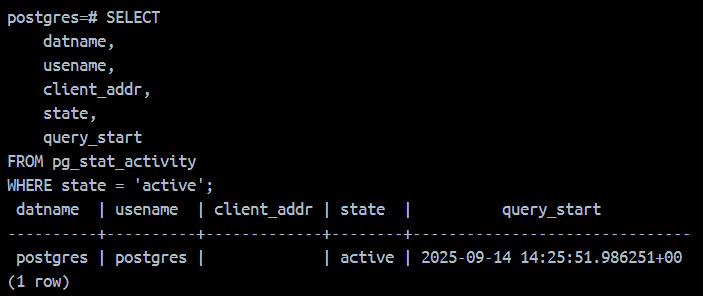 postgres=# SELECT
    datname,
    usename,
    client_addr,
    state,
    query_start
FROM pg_stat_activity
WHERE state = 'active';
 datname  | usename  | client_addr | state  |          query_start
----------+----------+-------------+--------+-------------------------------
 postgres | postgres |             | active | 2025-09-14 14:25:51.986251+00
(1 row)